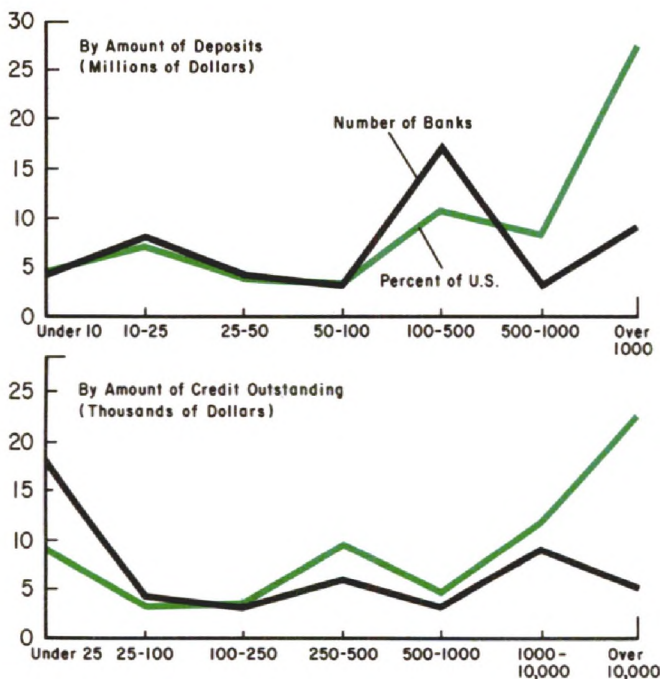 30
By Amount of Deposits
(Millions of Dollars)
25
20
Number of Banks
15
10
5
Percent of U.S.
0
Under 10 10-25 25-50 50-100 100-500 500-1000 Over
1000
By Amount of Credit Outstanding
(Thousands of Dollars)
25
20
15
10
5
0
Under 25 25-100 100-250 250-500 500-1000 1000- Over
10,000 10,000